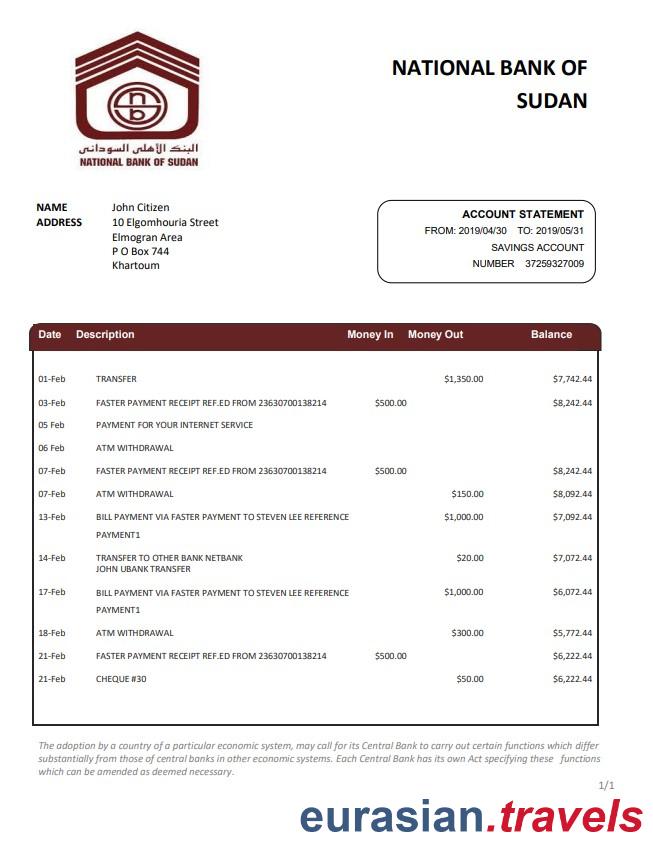 NATIONAL BANK OF
SUDAN
البنك الأهلي السوداني
NATIONAL BANK OF SUDAN
NAME John Citizen
ADDRESS 10 Elgomhouria Street
Elmogran Area
P O Box 744
Khartoum
ACCOUNT STATEMENT
FROM: 2019/04/30 TO: 2019/05/31
SAVINGS ACCOUNT
NUMBER 37259327009
Date Description Money In Money Out Balance
01-Feb TRANSFER $1,350.00 $7,742.44
03-Feb FASTER PAYMENT RECEIPT REF.ED FROM 23630700138214 $500.00 $8,242.44
05 Feb PAYMENT FOR YOUR INTERNET SERVICE
06 Feb ATM WITHDRAWAL
07-Feb FASTER PAYMENT RECEIPT REF.ED FROM 23630700138214 $500.00 $8,242.44
07-Feb ATM WITHDRAWAL $150.00 $8,092.44
13-Feb BILL PAYMENT VIA FASTER PAYMENT TO STEVEN LEE REFERENCE $1,000.00 $7,092.44
PAYMENT1
14-Feb TRANSFER TO OTHER BANK NETBANK $20.00 $7,072.44
JOHN UBANK TRANSFER
17-Feb BILL PAYMENT VIA FASTER PAYMENT TO STEVEN LEE REFERENCE $1,000.00 $6,072.44
PAYMENT1
18-Feb ATM WITHDRAWAL $300.00 $5,772.44
21-Feb FASTER PAYMENT RECEIPT REF.ED FROM 23630700138214 $500.00 $6,222.44
21-Feb CHEQUE #30 $50.00 $6,222.44
The adoption by a country of a particular economic system, may call for its Central Bank to carry out certain functions which differ
substantially from those of central banks in other economic systems. Each Central Bank has its own Act specifying these functions
which can be amended as deemed necessary.
1/1
eurasian.travels